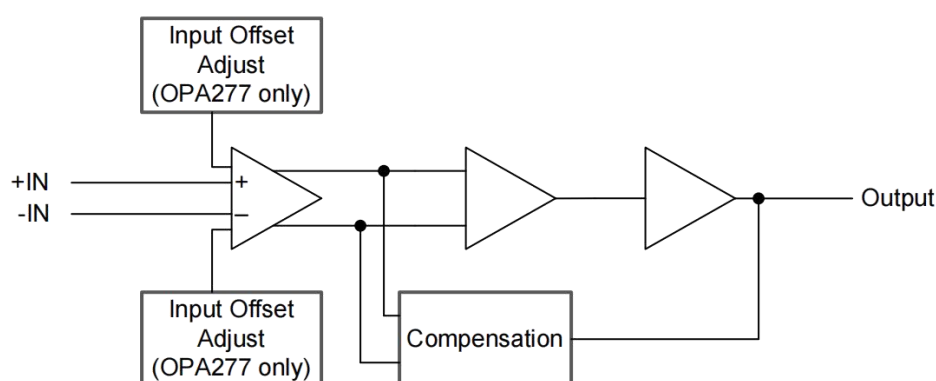 Input Offset
Adjust
(OPA277 only)
+IN
-IN
+
−
Output
Input Offset
Adjust
(OPA277 only)
Compensation